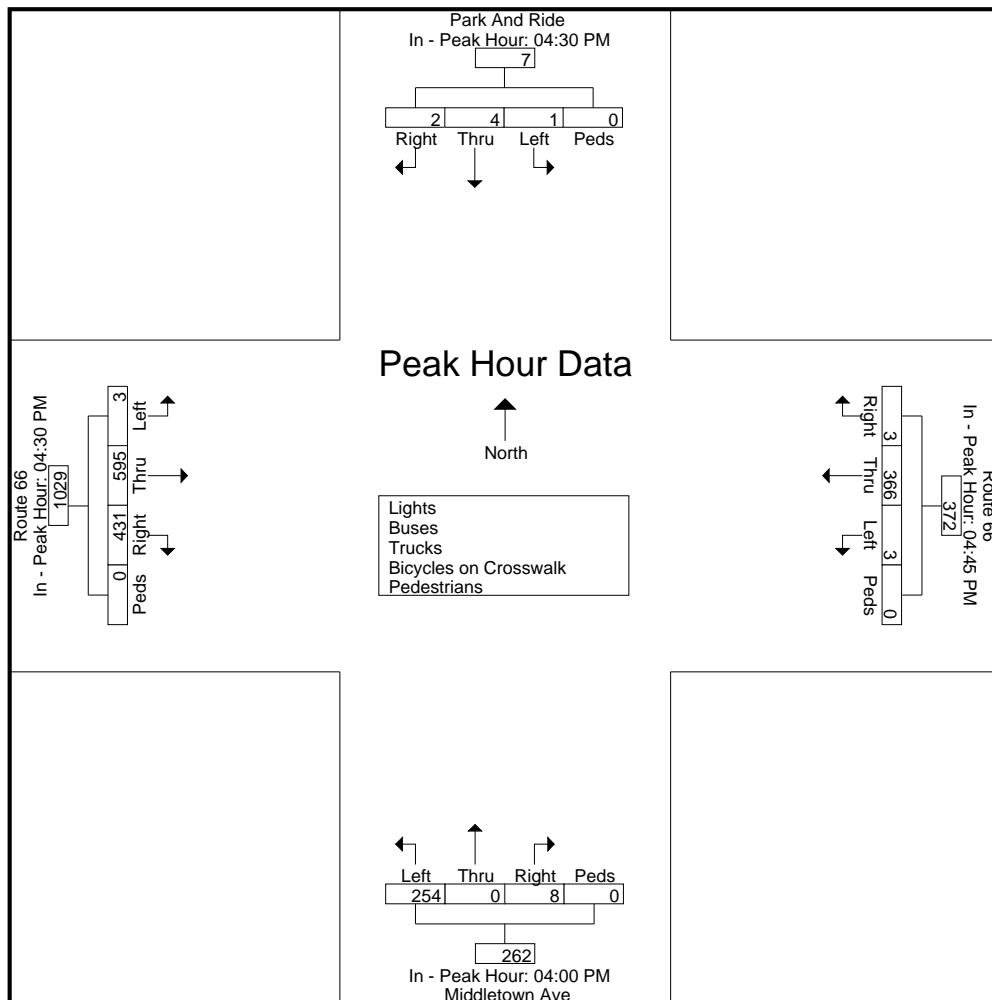 Park And Ride
In - Peak Hour: 04:30 PM
7
2 4 1 0
Right Thru Left Peds
Peak Hour Data
North
Lights
Buses
Trucks
Bicycles on Crosswalk
Pedestrians
Route 66
In - Peak Hour: 04:30 PM
1029
3 595 431 0
Left Thru Right Peds
Route 66
In - Peak Hour: 04:45 PM
372
3 366 3 0
Right Thru Left Peds
Left Thru Right Peds
254 0 8 0
262
In - Peak Hour: 04:00 PM
Middletown Ave